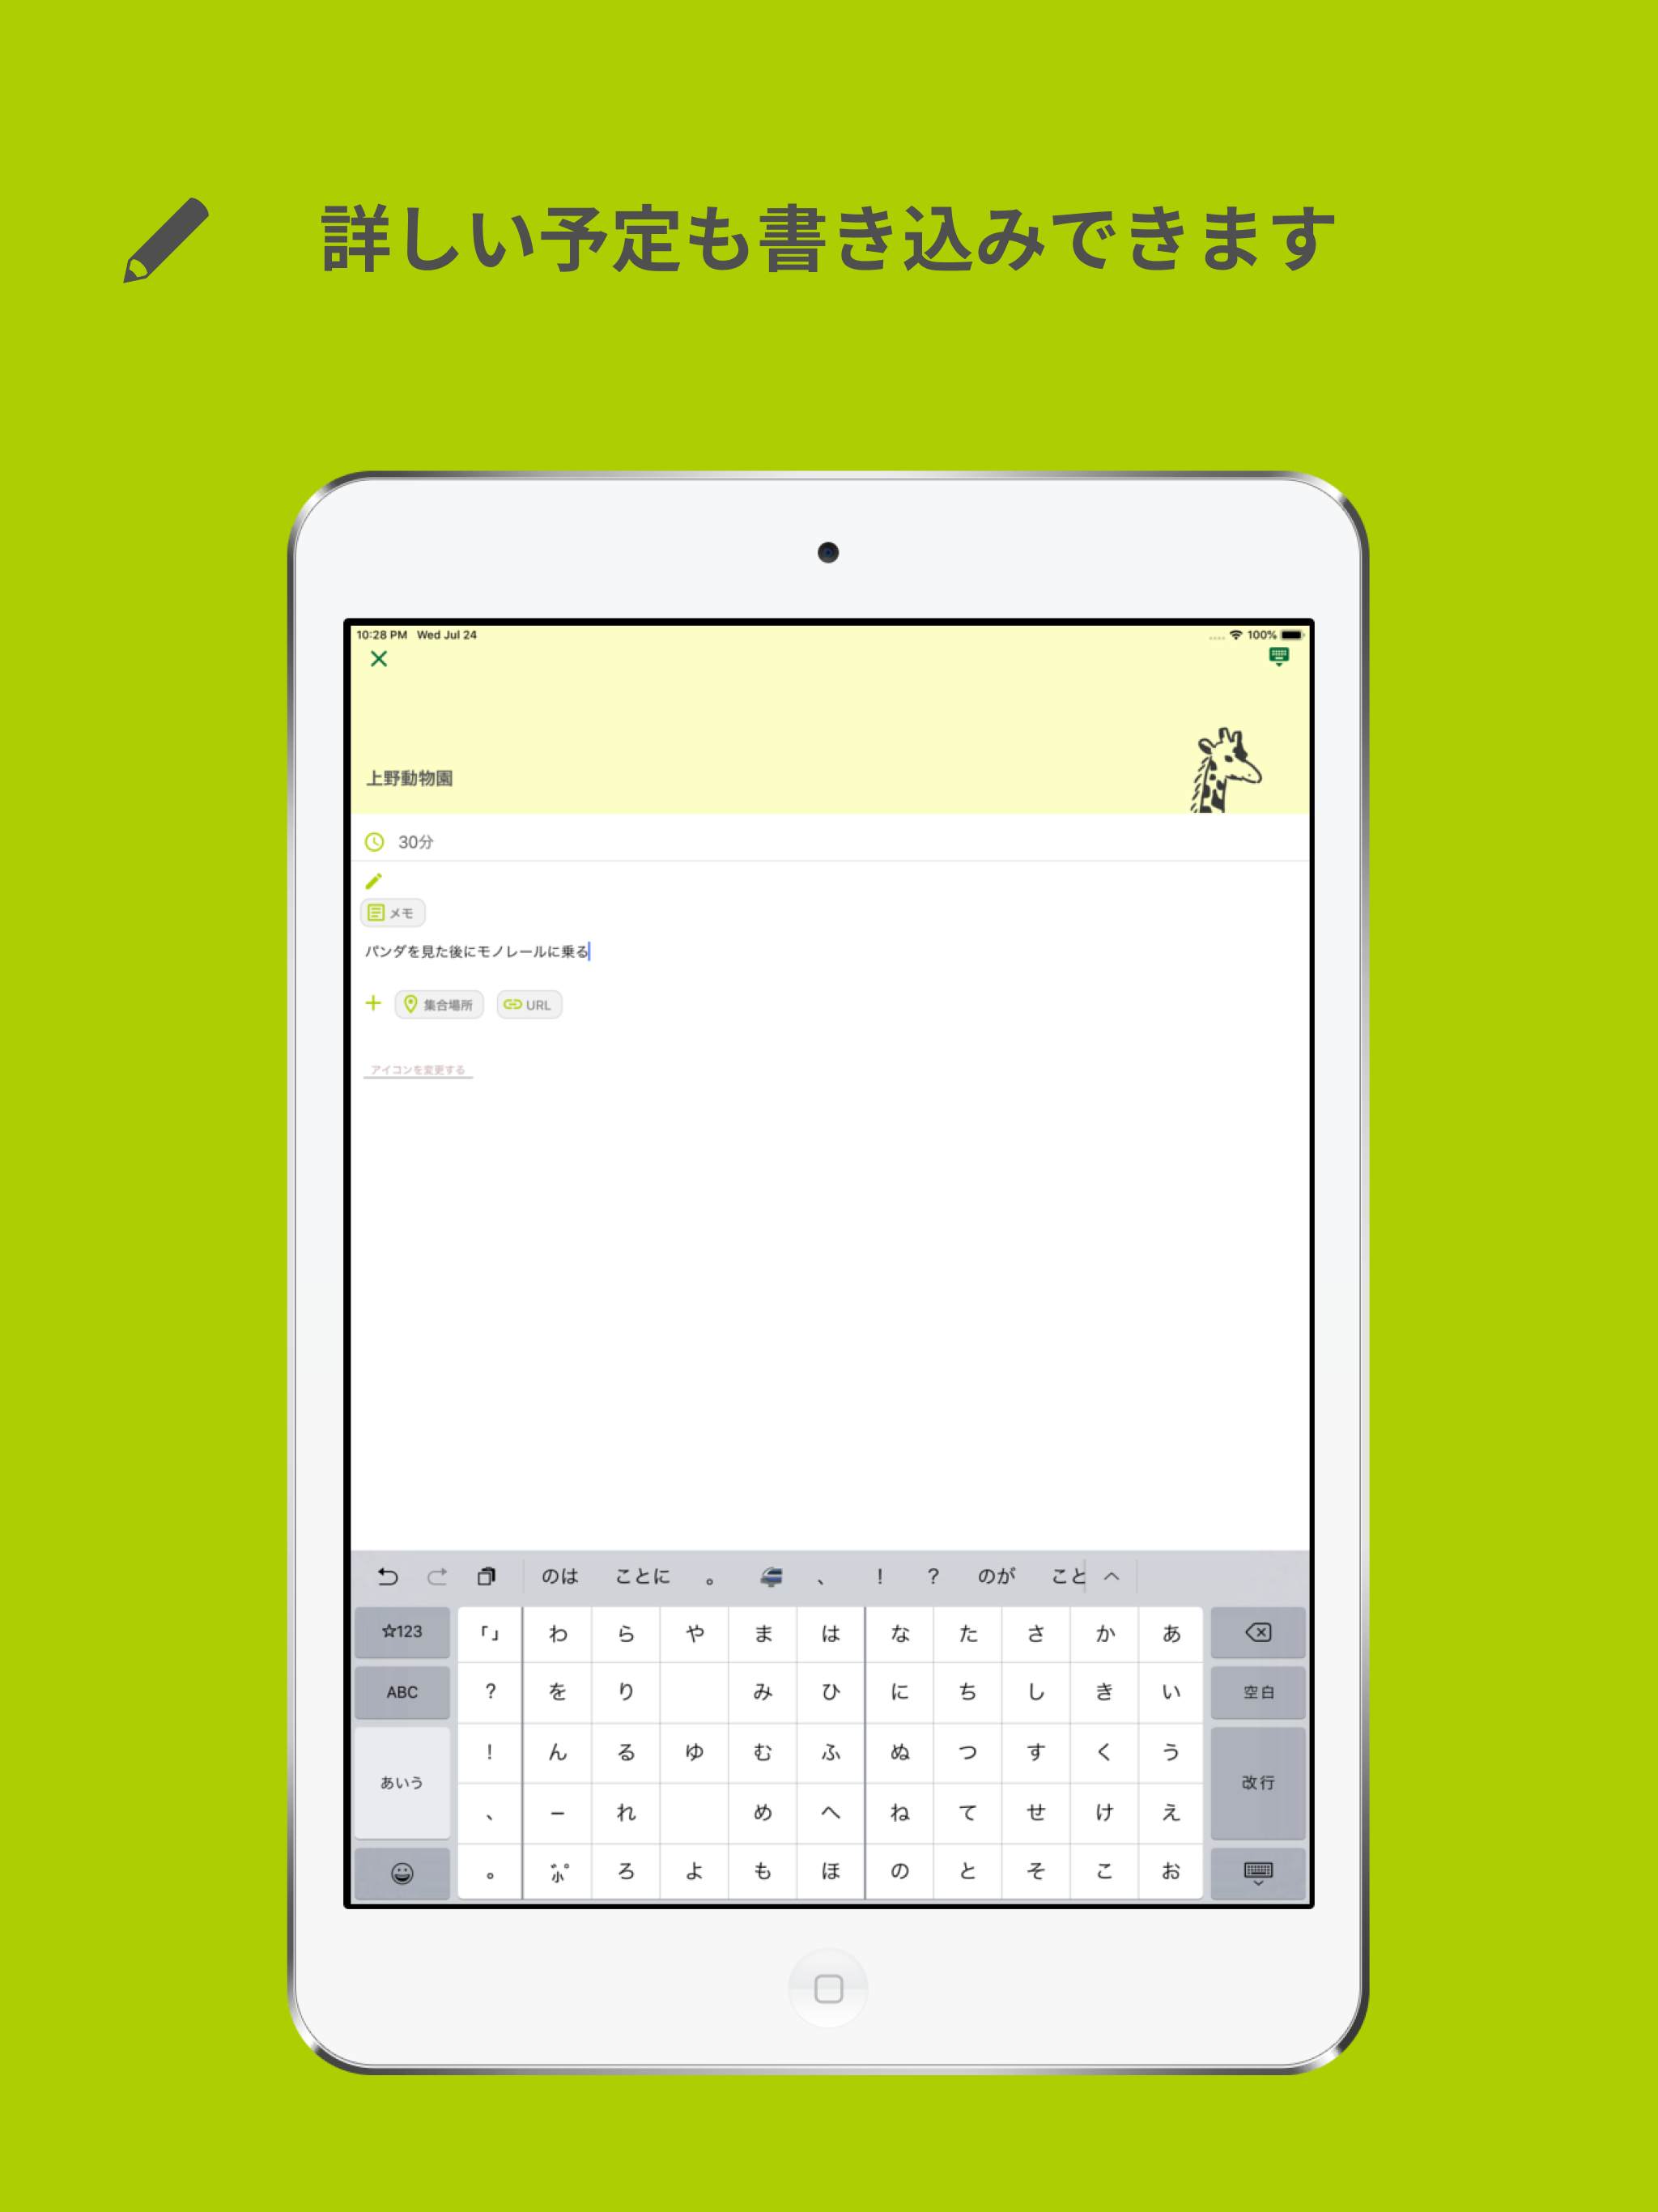 詳しい予定も書き込みできます
10:28 PM Wed Jul 24 100%
上野動物園
30分
メモ
パンダを見た後にモノレールに乗る
集合場所 URL
アイコンを変更する
のは ことに 。 、 ! ? のが こと
☆123 「」 わ ら や ま は な た さ か あ
ABC ? を り み ひ に ち し き い 空白
! ん る ゆ む ふ ぬ つ す く う
あいう 改行
、 ー れ め へ ね て せ け え
。 ゛゜小 ろ よ も ほ の と そ こ お